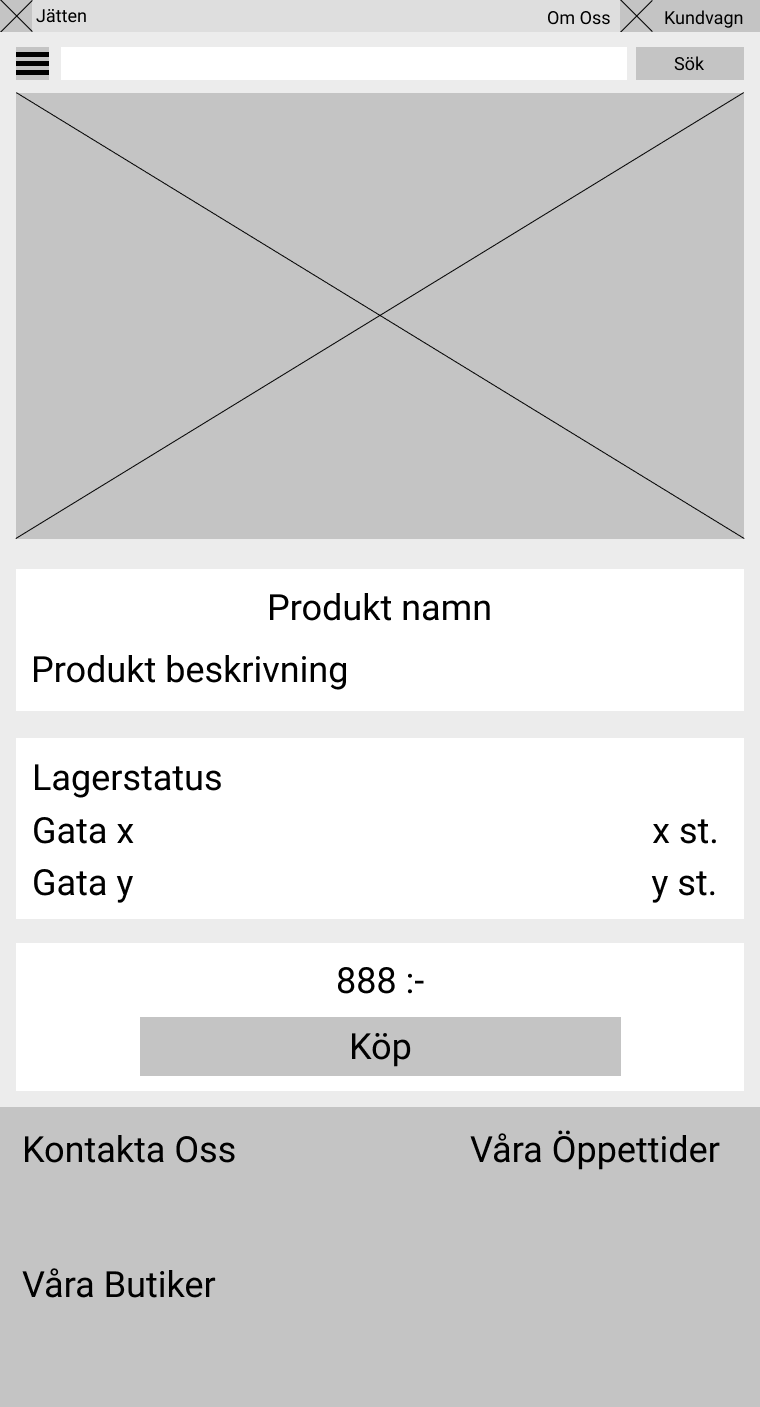 Jätten
Om Oss
Kundvagn
Sök
Produkt namn
Produkt beskrivning
Lagerstatus
Gata x x st.
Gata y y st.
888 :-
Köp
Kontakta Oss
Våra Öppettider
Våra Butiker